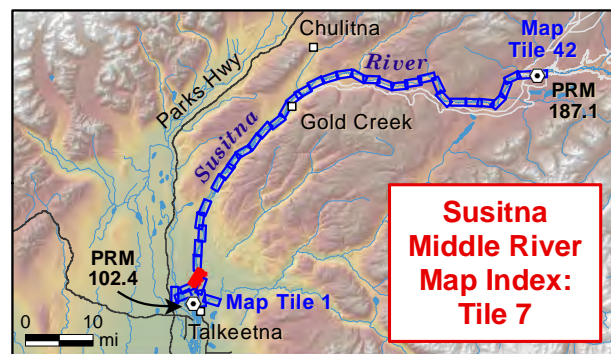 Chulitna
Map
Tile 42
River
Parks Hwy
PRM
187.1
Gold Creek
Susitna
Susitna
Middle River
Map Index:
Tile 7
PRM
102.4
Map Tile 1
Talkeetna
0 10
mi